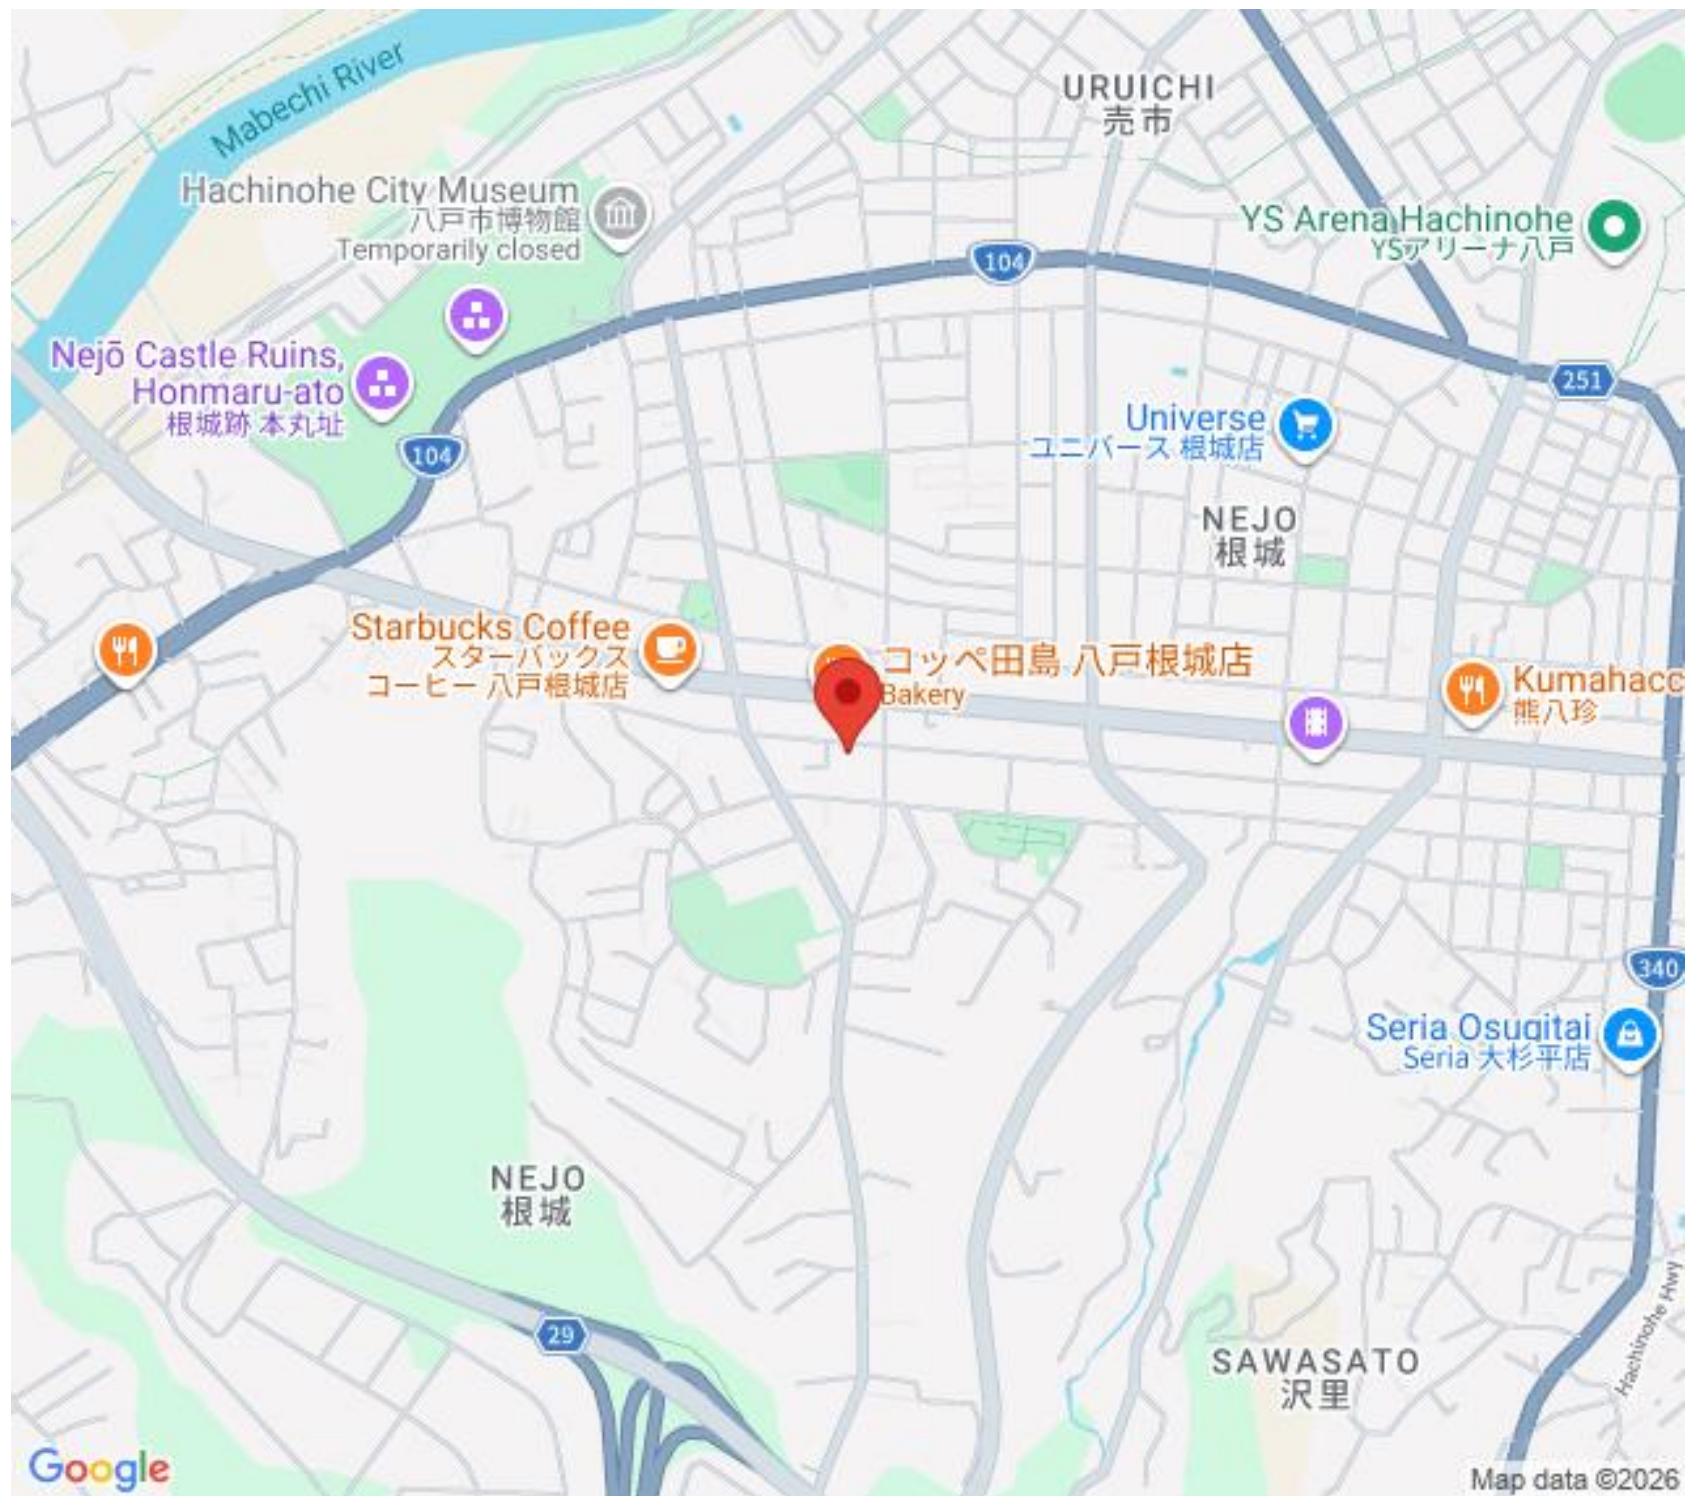 Mabechi River
URUICHI
売市
Hachinohe City Museum
八戸市博物館
Temporarily closed
YS Arena Hachinohe
YSアリーナ八戸
104
Nejō Castle Ruins,
Honmaru-ato
根城跡 本丸址
251
Universe
ユニバース 根城店
104
NEJO
根城
Starbucks Coffee
スターバックス
コーヒー 八戸根城店
コッペ田島 八戸根城店
Bakery
Kumahacc
熊八珍
340
Seria Osugitai
Seria 大杉平店
NEJO
根城
29
SAWASATO
沢里
Hachinohe Hwy
Google
Map data ©2026